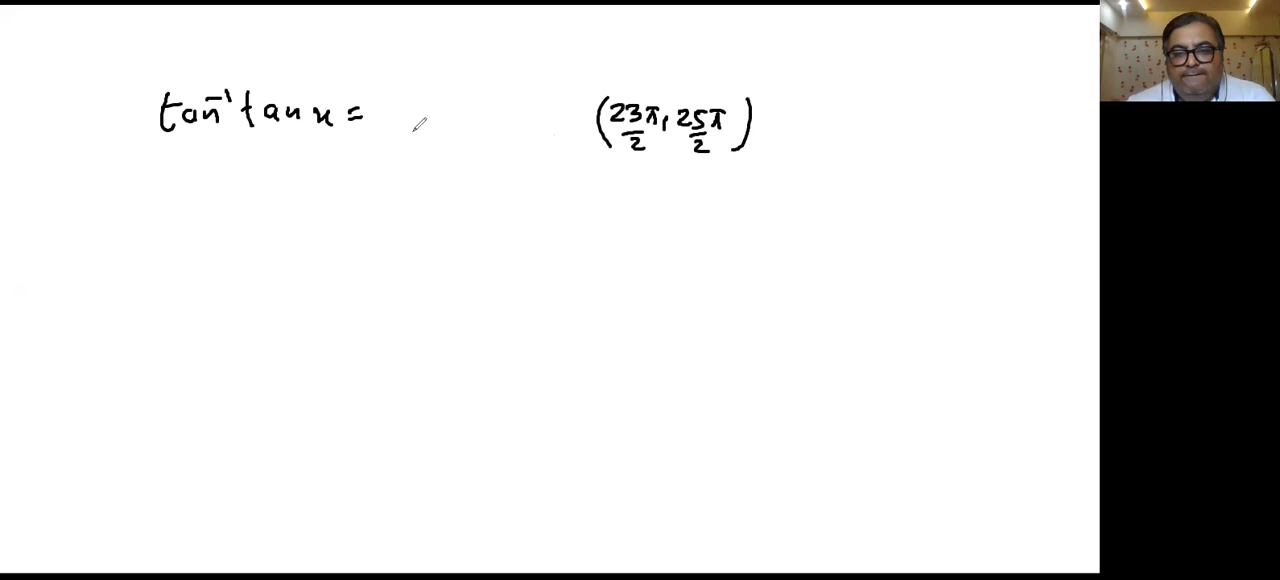 tan⁻¹ tan x = (23π/2, 25π/2)